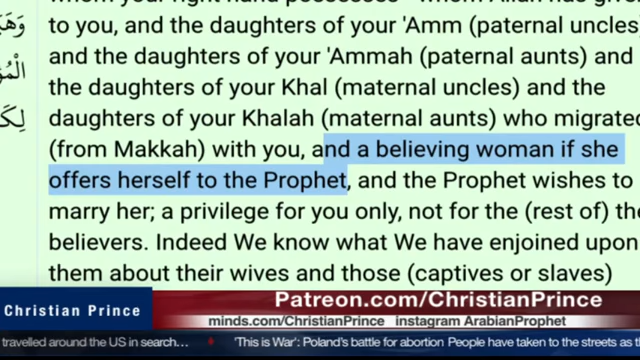 whom your right hand possesses - whom Allah has give
to you, and the daughters of your 'Amm (paternal uncles
and the daughters of your 'Ammah (paternal aunts) and
the daughters of your Khal (maternal uncles) and the
daughters of your Khalah (maternal aunts) who migrated
(from Makkah) with you, and a believing woman if she
offers herself to the Prophet, and the Prophet wishes to
marry her; a privilege for you only, not for the (rest of) the
believers. Indeed We know what We have enjoined upon
them about their wives and those (captives or slaves)
Christian Prince
Patreon.com/ChristianPrince
minds.com/ChristianPrince instagram ArabianProphet
travelled around the US in search... 'This is War': Poland's battle for abortion People have taken to the streets as t